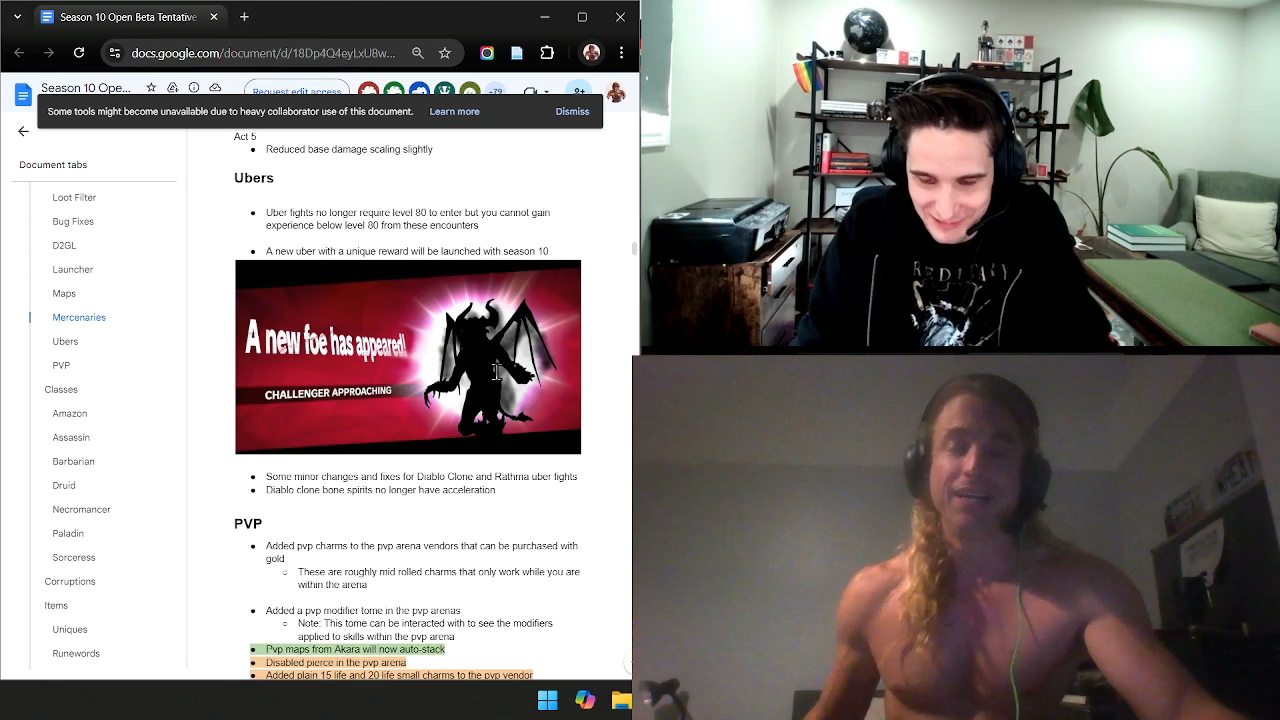 Season 10 Open Beta Tentative
docs.google.com/document/d/18Dp4Q4eyLxU8w...
Season 10 Ope...
Request edit access
+79
Some tools might become unavailable due to heavy collaborator use of this document.
Learn more
Dismiss
Document tabs
Loot Filter
Bug Fixes
D2GL
Launcher
Maps
Mercenaries
Ubers
PVP
Classes
Amazon
Assassin
Barbarian
Druid
Necromancer
Paladin
Sorceress
Corruptions
Items
Uniques
Runewords
Act 5
● Reduced base damage scaling slightly
Ubers
● Uber fights no longer require level 80 to enter but you cannot gain
experience below level 80 from these encounters
● A new uber with a unique reward will be launched with season 10
A new foe has appeared!
CHALLENGER APPROACHING
● Some minor changes and fixes for Diablo Clone and Rathma uber fights
● Diablo clone bone spirits no longer have acceleration
PVP
● Added pvp charms to the pvp arena vendors that can be purchased with
gold
○ These are roughly mid rolled charms that only work while you are
within the arena
● Added a pvp modifier tome in the pvp arenas
○ Note: This tome can be interacted with to see the modifiers
applied to skills within the pvp arena
● Pvp maps from Akara will now auto-stack
● Disabled pierce in the pvp arena
● Added plain 15 life and 20 life small charms to the pvp vendor
WHEAT